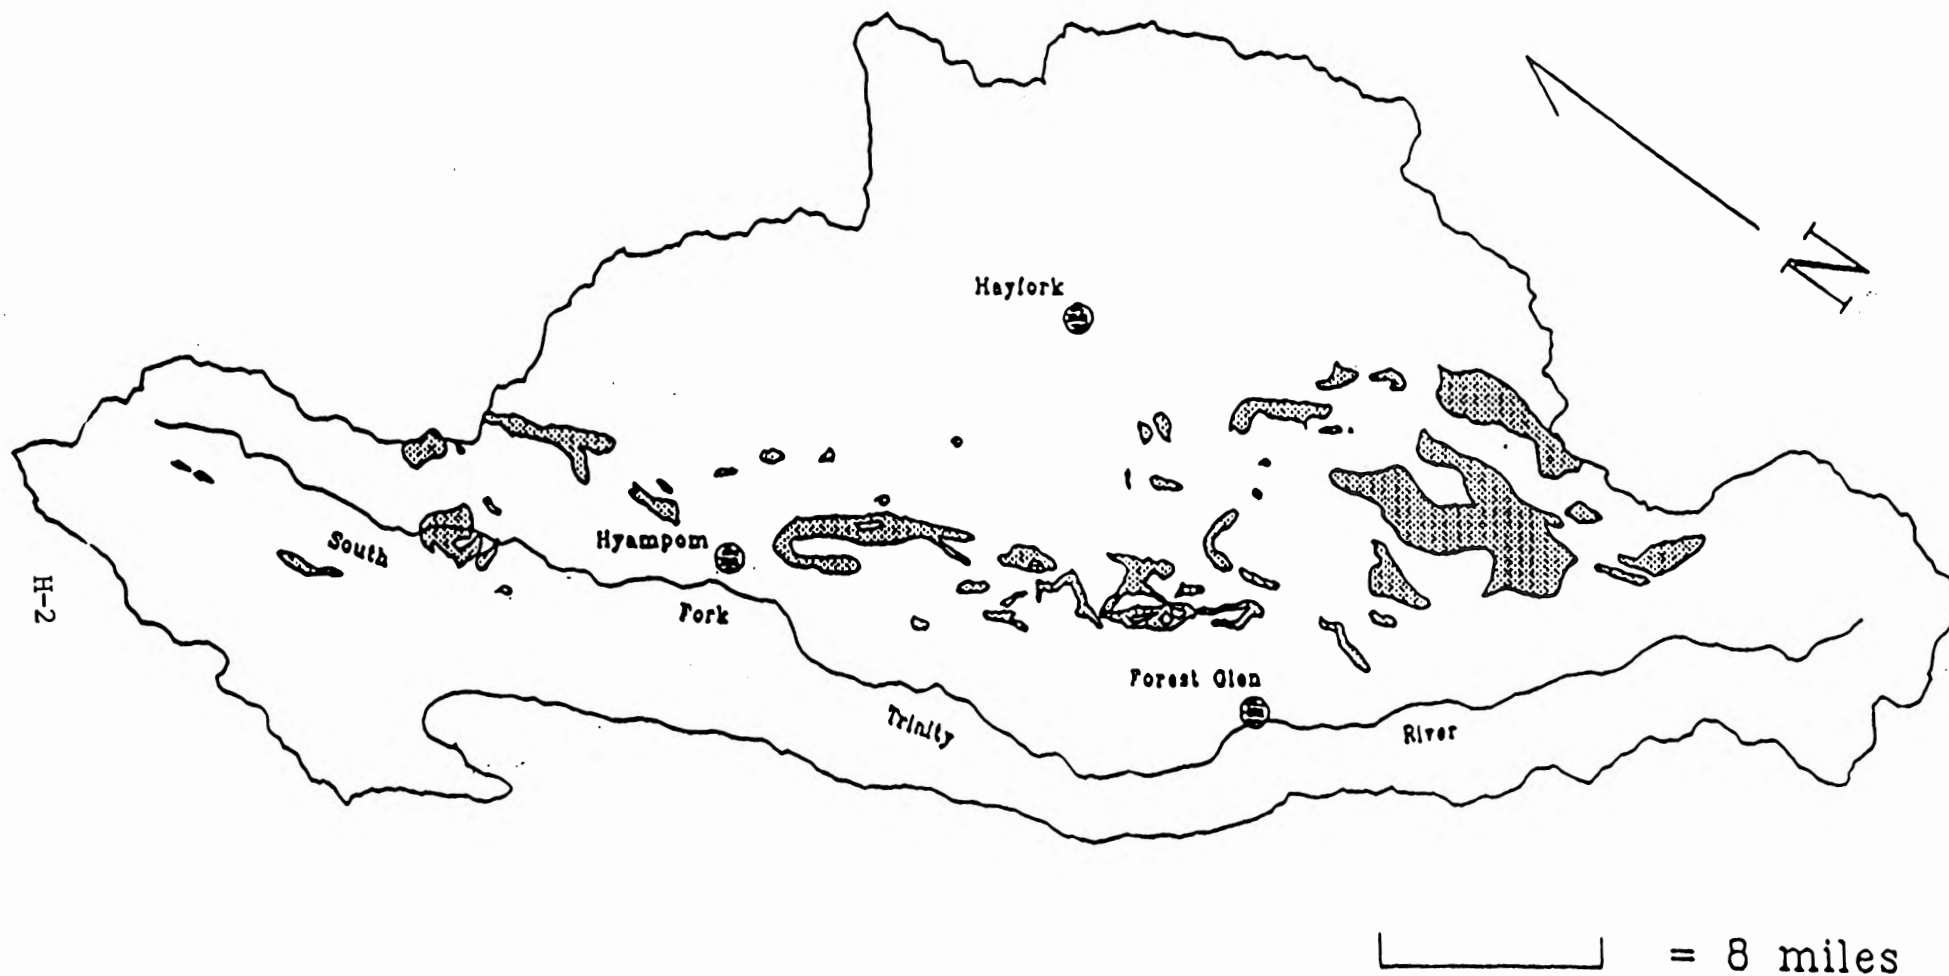 N
Hayfork
South
Hyampom
Fork
Forest Glen
Trinity
River
H-2
= 8 miles